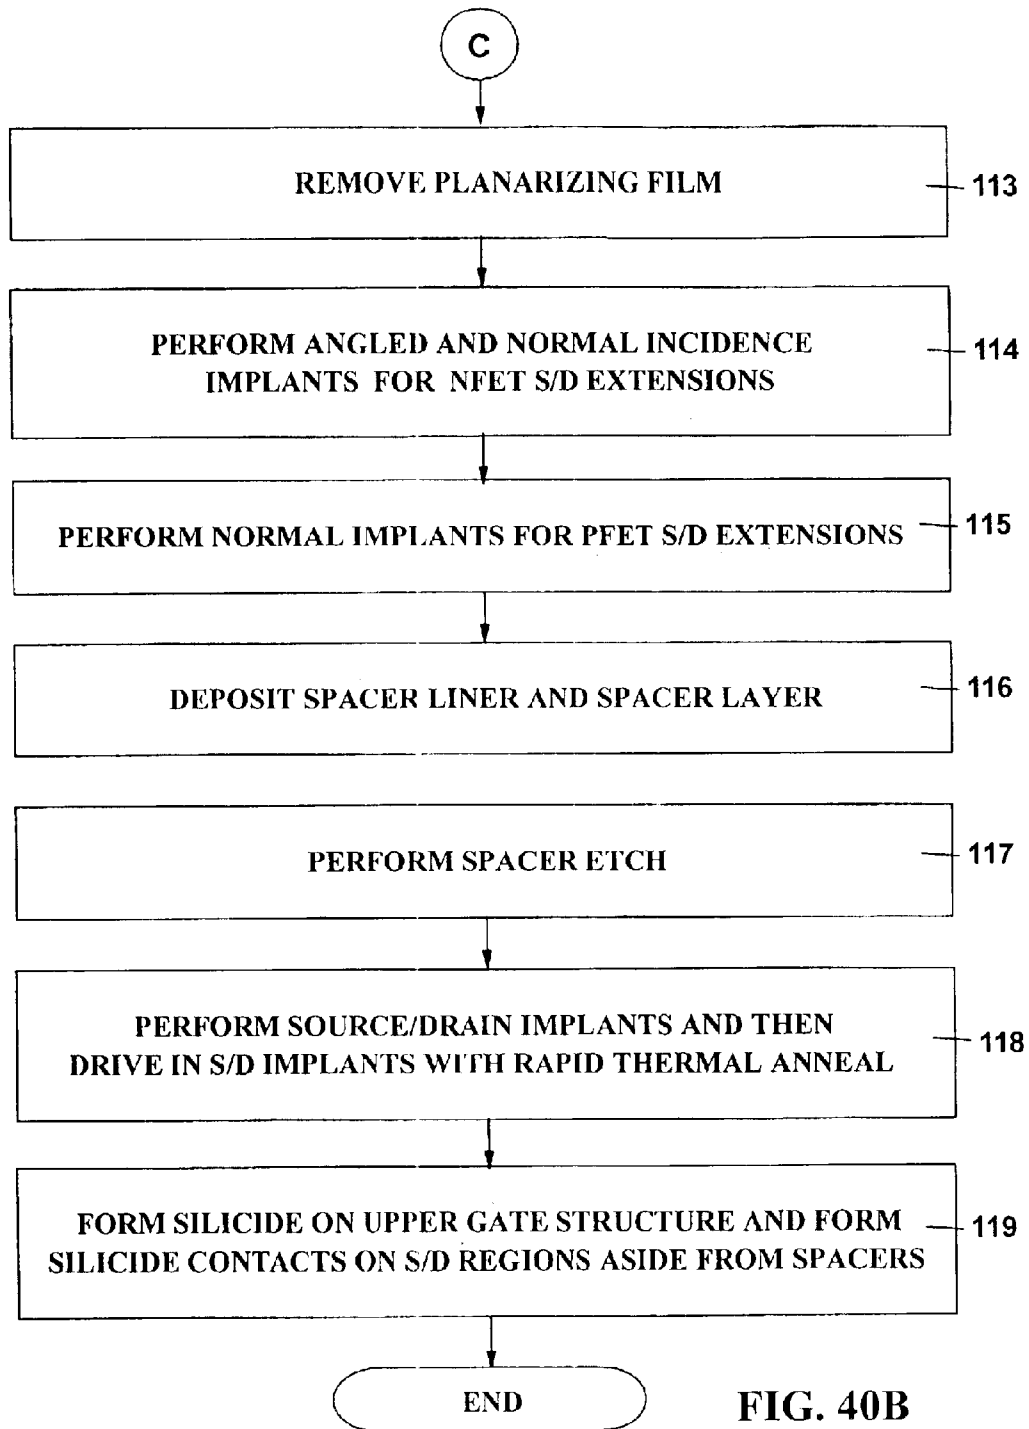 C
REMOVE PLANARIZING FILM
113
PERFORM ANGLED AND NORMAL INCIDENCE
IMPLANTS FOR NFET S/D EXTENSIONS
114
PERFORM NORMAL IMPLANTS FOR PFET S/D EXTENSIONS
115
DEPOSIT SPACER LINER AND SPACER LAYER
116
PERFORM SPACER ETCH
117
PERFORM SOURCE/DRAIN IMPLANTS AND THEN
DRIVE IN S/D IMPLANTS WITH RAPID THERMAL ANNEAL
118
FORM SILICIDE ON UPPER GATE STRUCTURE AND FORM
SILICIDE CONTACTS ON S/D REGIONS ASIDE FROM SPACERS
119
END
FIG. 40B